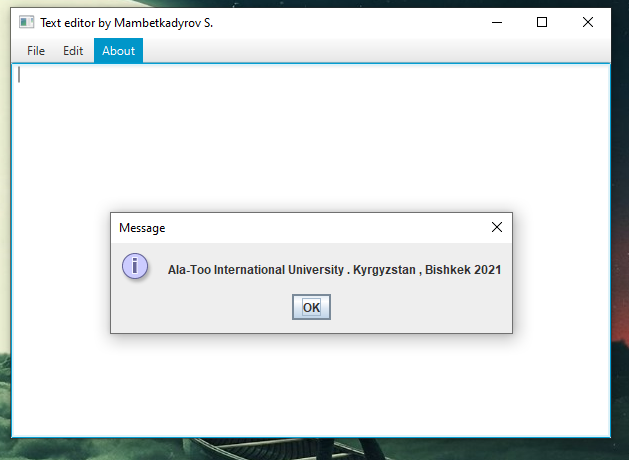 Text editor by Mambetkadyrov S.
File Edit About
Message
Ala-Too International University . Kyrgyzstan , Bishkek 2021
OK